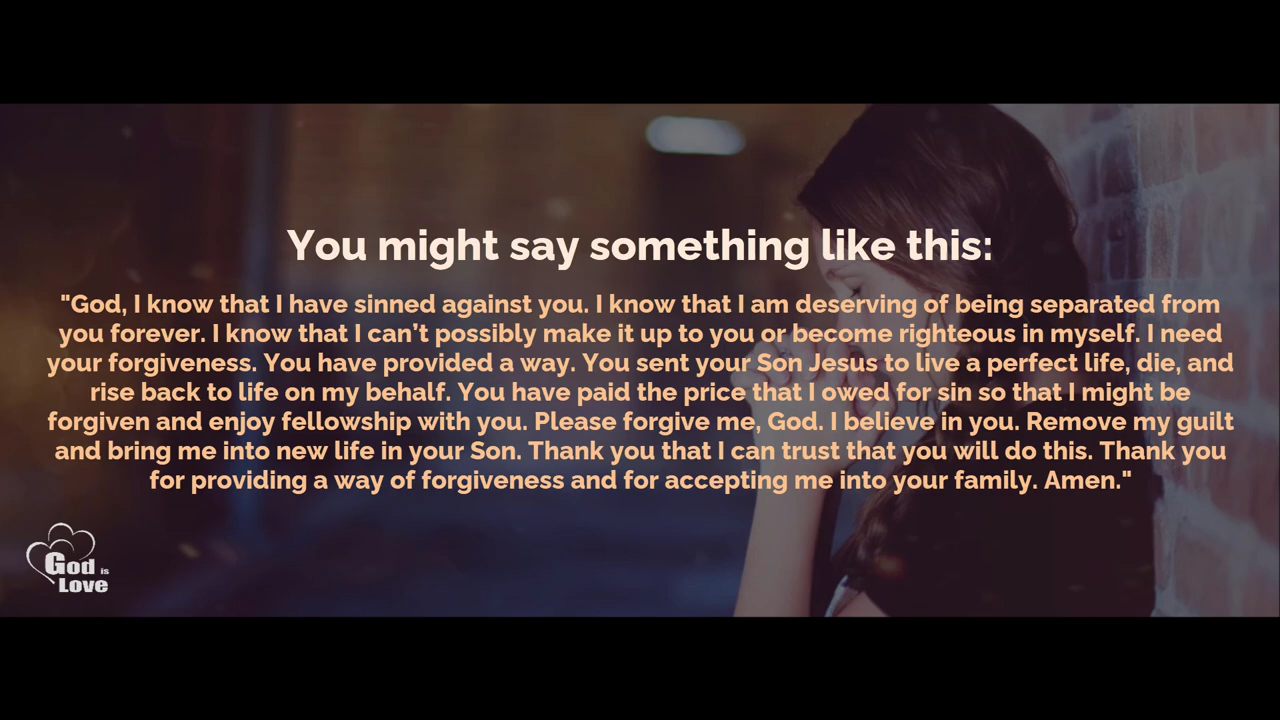 You might say something like this:
"God, I know that I have sinned against you. I know that I am deserving of being separated from
you forever. I know that I can’t possibly make it up to you or become righteous in myself. I need
your forgiveness. You have provided a way. You sent your Son Jesus to live a perfect life, die, and
rise back to life on my behalf. You have paid the price that I owed for sin so that I might be
forgiven and enjoy fellowship with you. Please forgive me, God. I believe in you. Remove my guilt
and bring me into new life in your Son. Thank you that I can trust that you will do this. Thank you
for providing a way of forgiveness and for accepting me into your family. Amen."
God is
Love